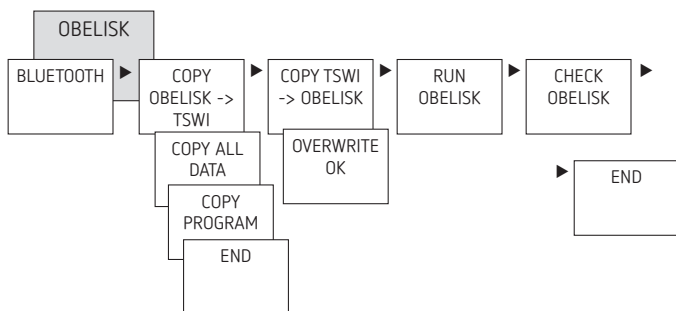 OBELISK
BLUETOOTH
COPY
OBELISK ->
TSWI
COPY ALL
DATA
COPY
PROGRAM
END
COPY TSWI
-> OBELISK
OVERWRITE
OK
RUN
OBELISK
CHECK
OBELISK
END